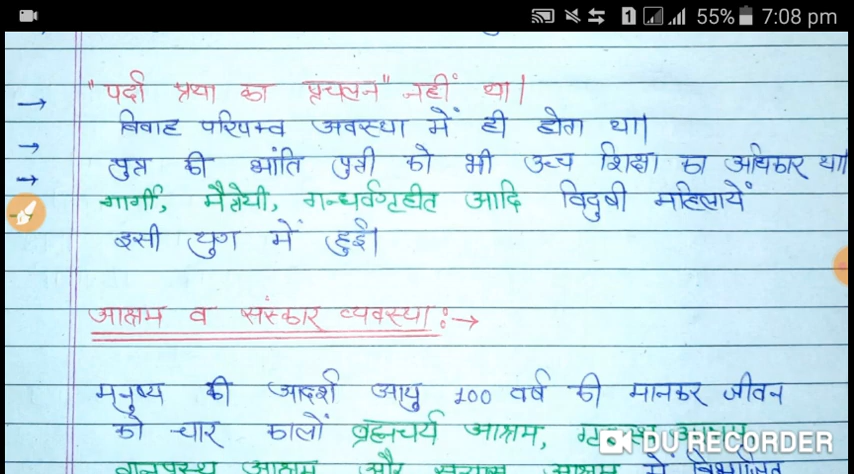 55% 7:08 pm
"पर्दा प्रथा का प्रचलन" नहीं था।
→ विवाह परिपक्व अवस्था में ही होता था।
→ पुत्र की भांति पुत्री को भी उच्च शिक्षा का अधिकार था।
→ गार्गी, मैत्रेयी, गन्धर्वगृहीत आदि विदुषी महिलायें
इसी युग में हुई।
आश्रम व संस्कार व्यवस्था :→
मनुष्य की आदर्श आयु 100 वर्ष की मानकर जीवन
को चार कालों ब्रह्मचर्य आश्रम,
DU RECORDER